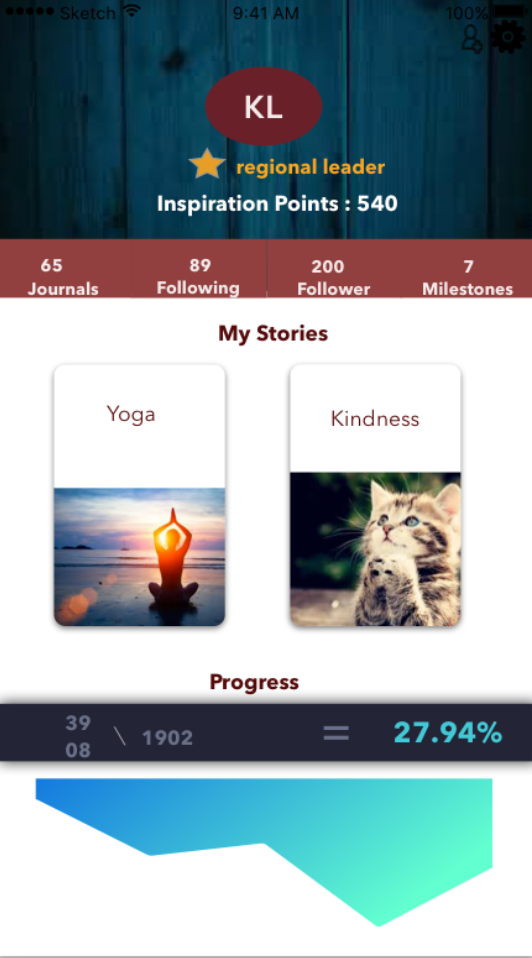 Sketch 9:41 AM 100%
KL
regional leader
Inspiration Points : 540
65 89 200 7
Journals Following Follower Milestones
My Stories
Yoga Kindness
Progress
39
08 \ 1902 = 27.94%